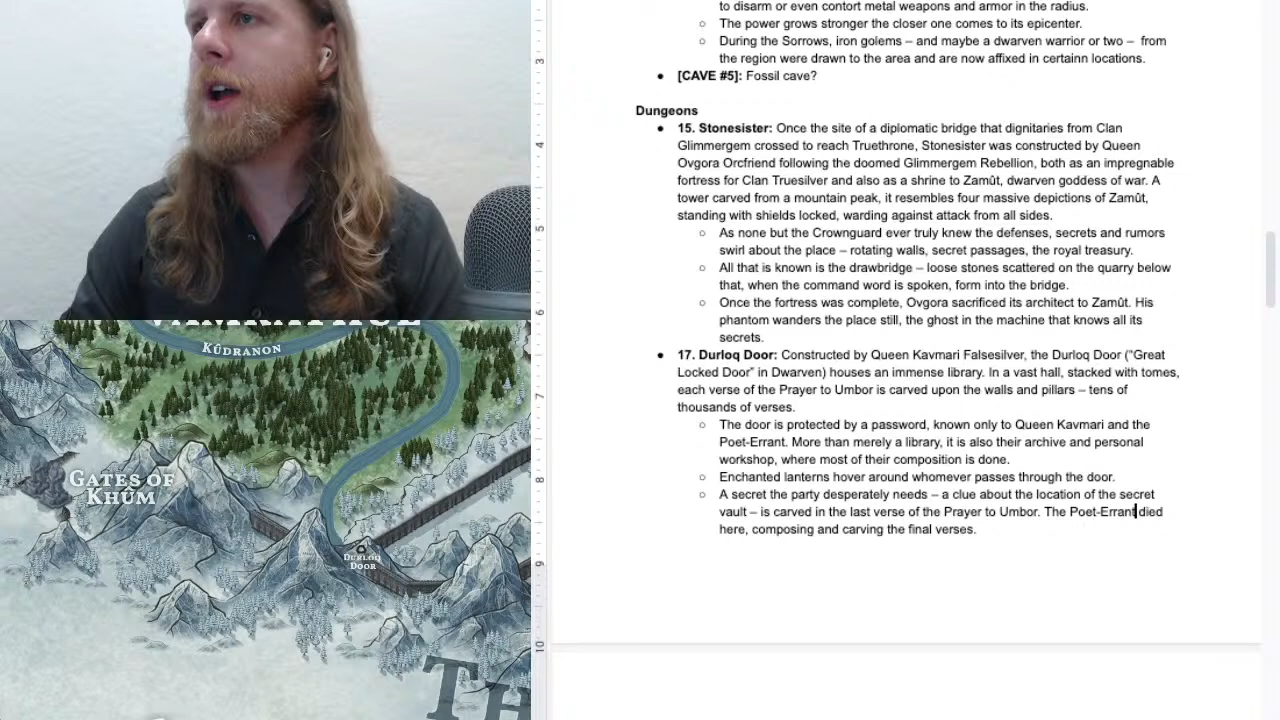 to disarm or even contort metal weapons and armor in the radius.
○ The power grows stronger the closer one comes to its epicenter.
○ During the Sorrows, iron golems – and maybe a dwarven warrior or two – from
the region were drawn to the area and are now affixed in certainn locations.
● [CAVE #5]: Fossil cave?
Dungeons
● 15. Stonesister: Once the site of a diplomatic bridge that dignitaries from Clan
Glimmergem crossed to reach Truethrone, Stonesister was constructed by Queen
Ovgora Orcfriend following the doomed Glimmergem Rebellion, both as an impregnable
fortress for Clan Truesilver and also as a shrine to Zamût, dwarven goddess of war. A
tower carved from a mountain peak, it resembles four massive depictions of Zamût,
standing with shields locked, warding against attack from all sides.
○ As none but the Crownguard ever truly knew the defenses, secrets and rumors
swirl about the place – rotating walls, secret passages, the royal treasury.
○ All that is known is the drawbridge – loose stones scattered on the quarry below
that, when the command word is spoken, form into the bridge.
○ Once the fortress was complete, Ovgora sacrificed its architect to Zamût. His
phantom wanders the place still, the ghost in the machine that knows all its
secrets.
● 17. Durloq Door: Constructed by Queen Kavmari Falsesilver, the Durloq Door ("Great
Locked Door" in Dwarven) houses an immense library. In a vast hall, stacked with tomes,
each verse of the Prayer to Umbor is carved upon the walls and pillars – tens of
thousands of verses.
○ The door is protected by a password, known only to Queen Kavmari and the
Poet-Errant. More than merely a library, it is also their archive and personal
workshop, where most of their composition is done.
○ Enchanted lanterns hover around whomever passes through the door.
○ A secret the party desperately needs – a clue about the location of the secret
vault – is carved in the last verse of the Prayer to Umbor. The Poet-Errant died
here, composing and carving the final verses.
3
4
5
6
7
8
9
10
KÛDRANON
GATES OF
KHÛM
DURLOQ
DOOR
TH